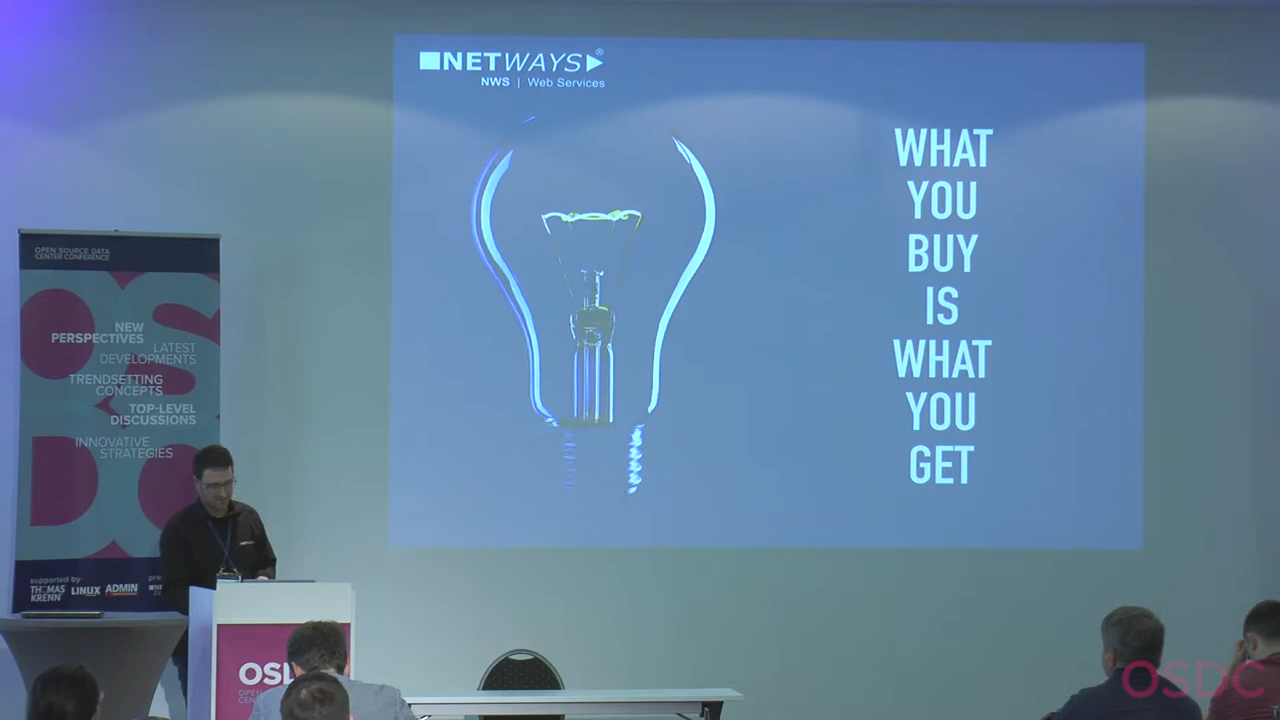 NETWAYS®
NWS | Web Services
WHAT
YOU
BUY
IS
WHAT
YOU
GET
OPEN SOURCE DATA
CENTER CONFERENCE
NEW
PERSPECTIVES
LATEST
DEVELOPMENTS
TRENDSETTING
CONCEPTS
TOP-LEVEL
DISCUSSIONS
INNOVATIVE
STRATEGIES
supported by
THOMAS
KRENN
LINUX
ADMIN
OSDC